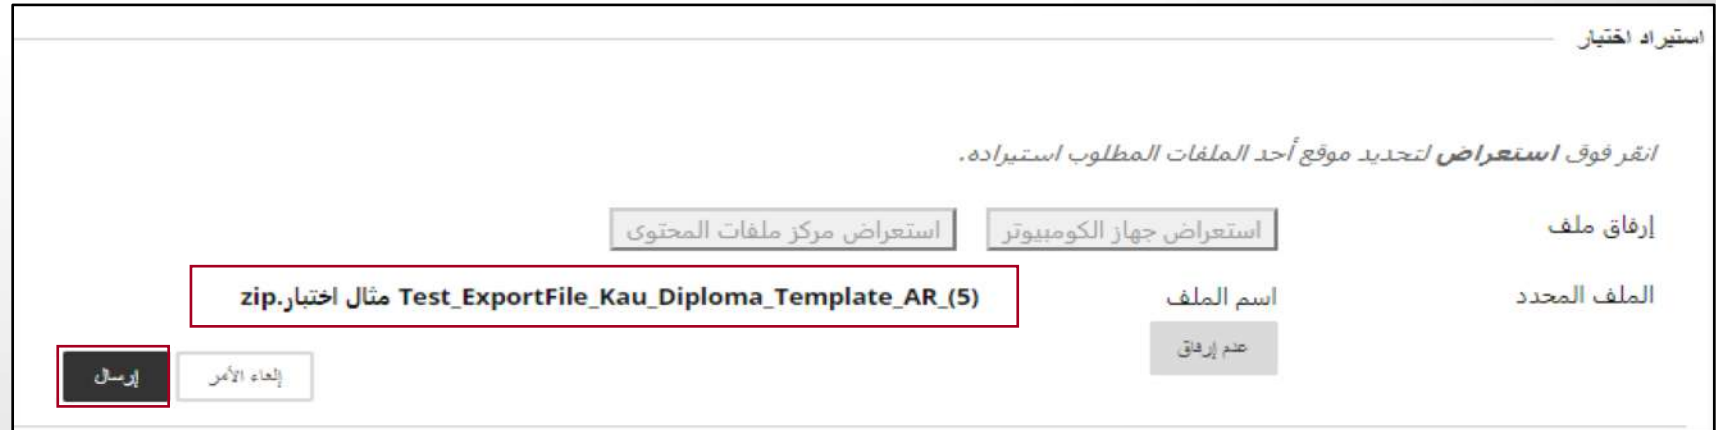 استيراد اختبار
انقر فوق استعراض لتحديد موقع أحد الملفات المطلوب استيراده.
إرفاق ملف استعراض جهاز الكومبيوتر استعراض مركز ملفات المحتوى
الملف المحدد اسم الملف Test_ExportFile_Kau_Diploma_Template_AR_(5) مثال اختبار.zip
عدم إرفاق
إلغاء الأمر إرسال